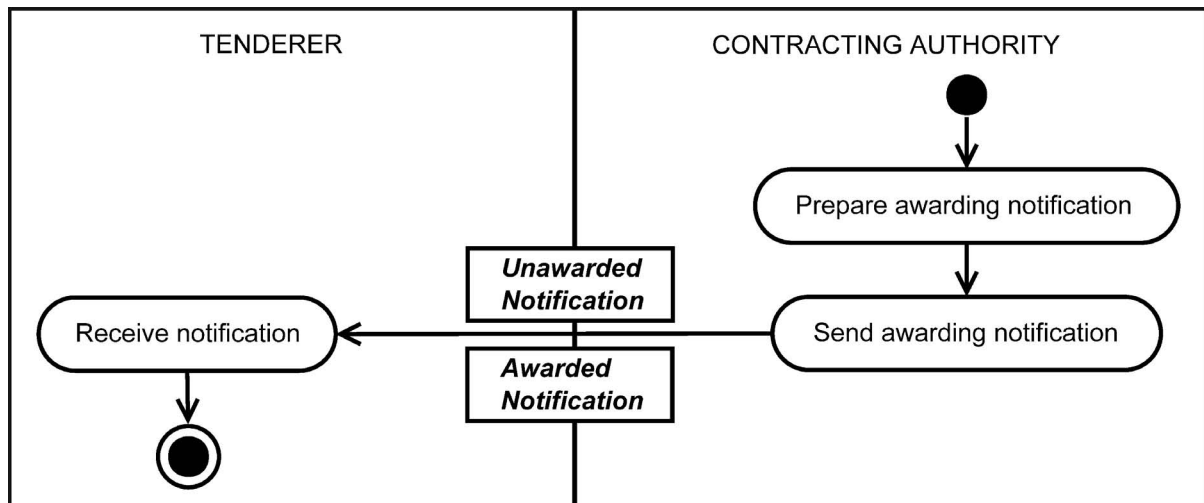 TENDERER
CONTRACTING AUTHORITY
Prepare awarding notification
Unawarded
Notification
Receive notification
Send awarding notification
Awarded
Notification